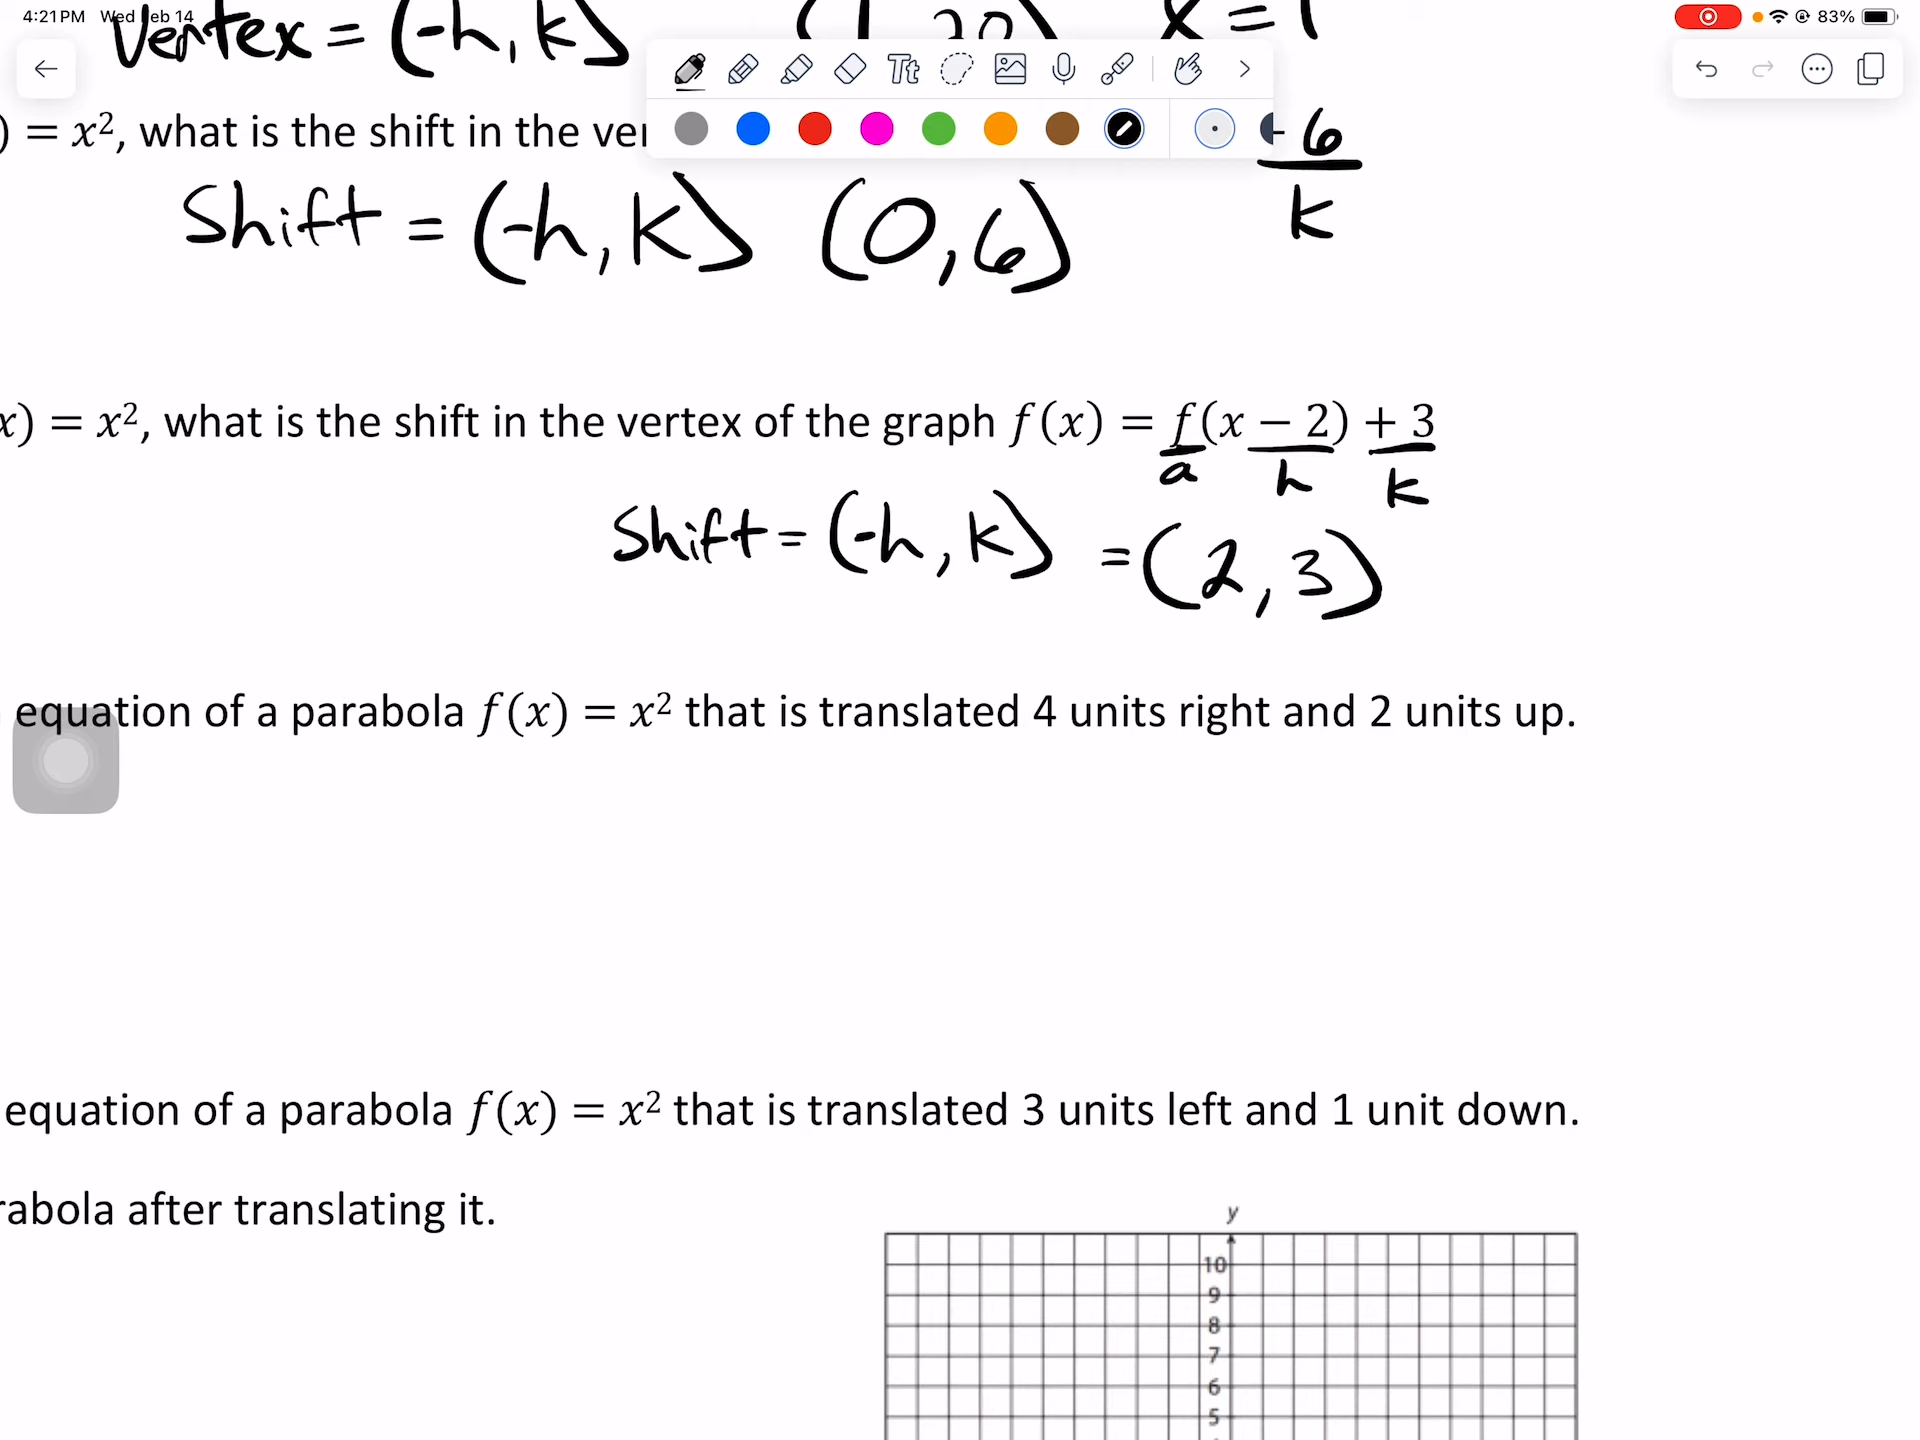 4:21PM Wed Feb 14 83%
Vertex = (-h, k) x = 1
) = x², what is the shift in the ver
- 6
k
Shift = (-h, k) (0, 6)
x) = x², what is the shift in the vertex of the graph f(x) = f(x − 2) + 3
a h k
Shift = (-h, k) = (2, 3)
equation of a parabola f(x) = x² that is translated 4 units right and 2 units up.
equation of a parabola f(x) = x² that is translated 3 units left and 1 unit down.
rabola after translating it.
y
10
9
8
7
6
5